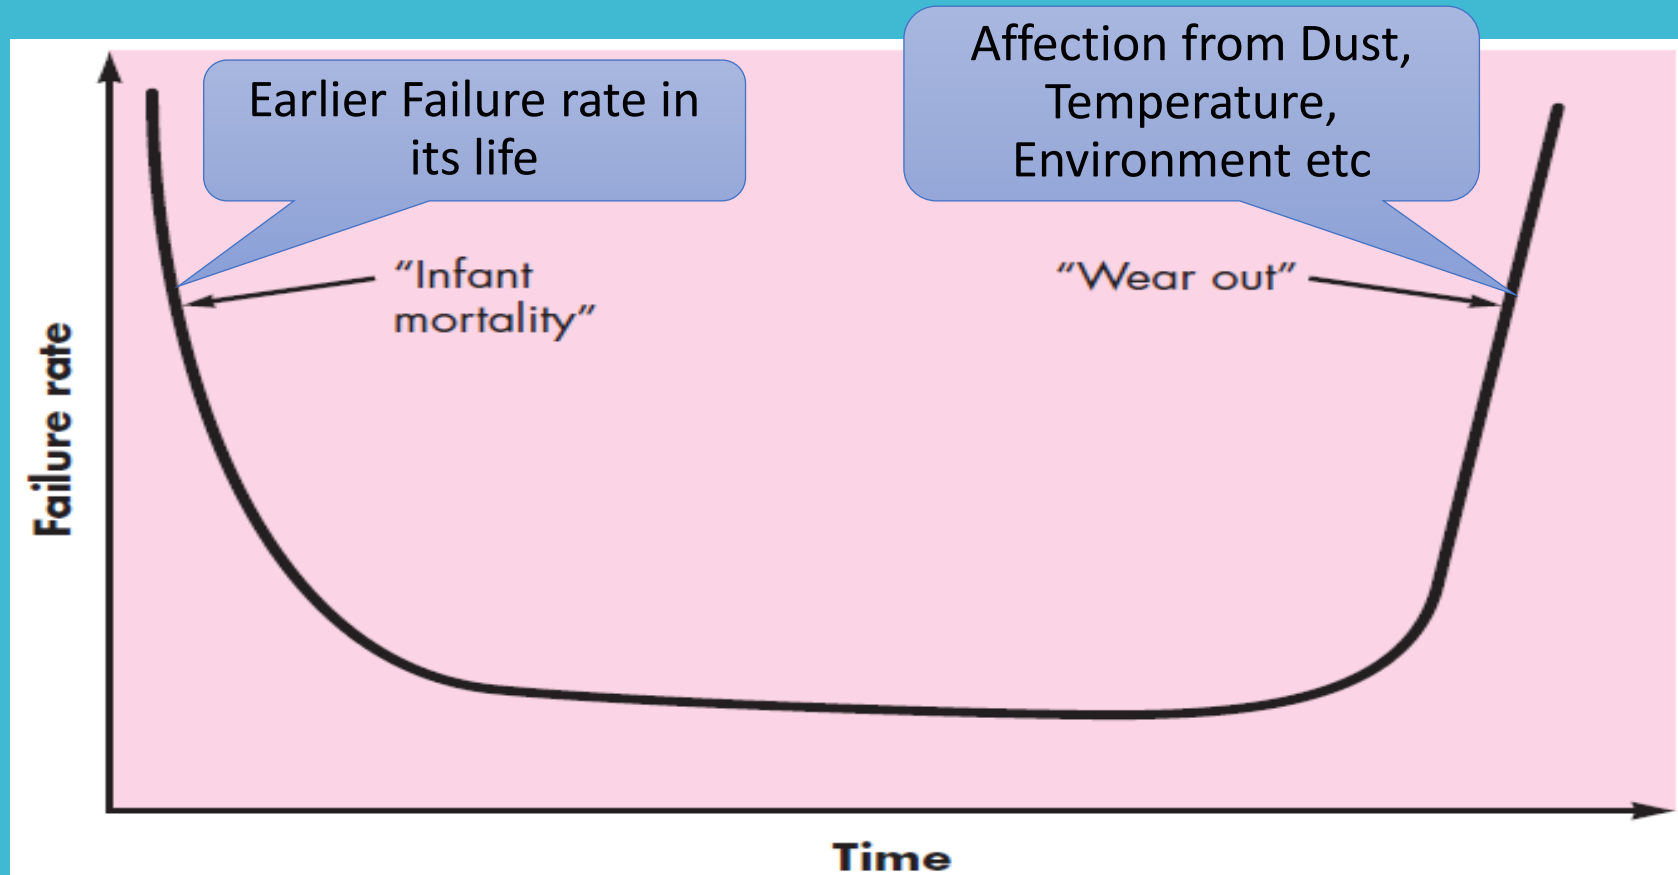 Earlier Failure rate in
its life
Affection from Dust,
Temperature,
Environment etc
“Infant
mortality”
“Wear out”
Failure rate
Time